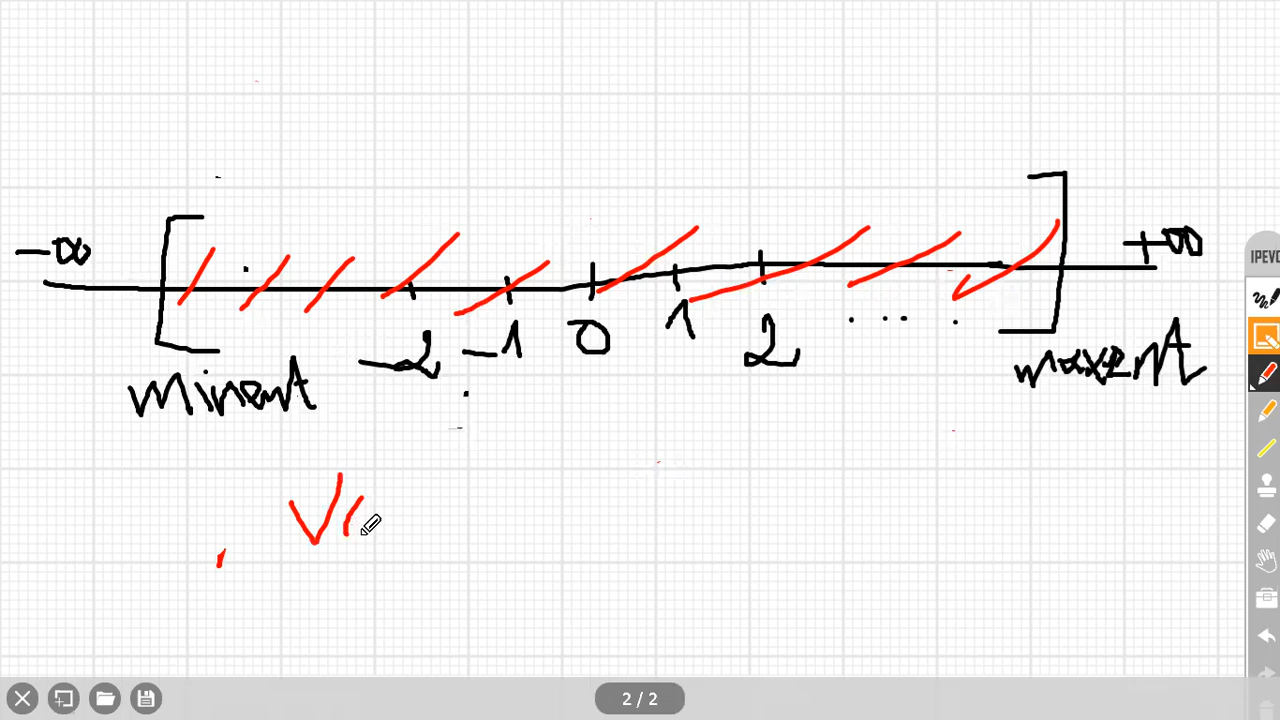 -∞ +∞
-2 -1 0 1 2 ....
minent maxent
2 / 2
IPEVO